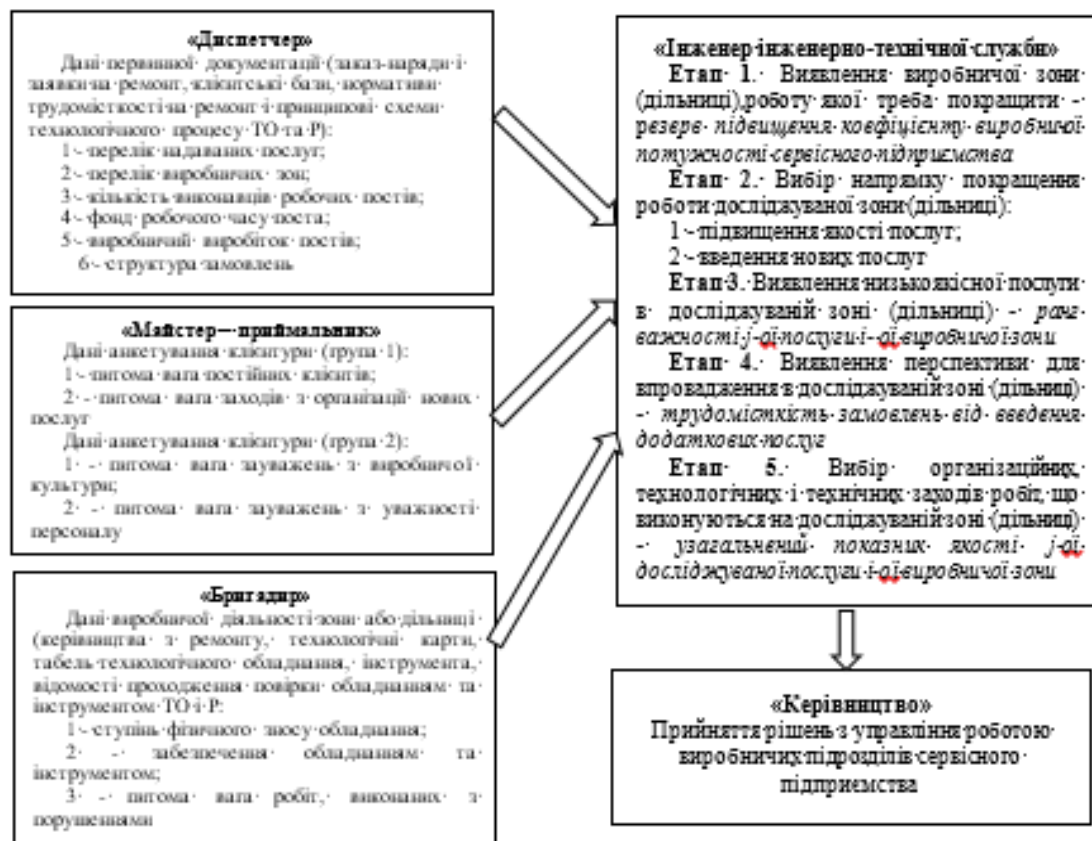 «Диспетчер»
Дані первинної документації (заказ-наряди і
заявки на ремонт, клієнтські бази, нормативи
трудомісткості на ремонт і принципові схеми
технологічного процесу ТО та Р):
1 - перелік надаваних послуг;
2 - перелік виробничих зон;
3 - кількість виконавців робочих постів;
4 - фонд робочого часу поста;
5 - виробничий виробіток постів;
6 - структура замовлень
«Майстер — приймальник»
Дані анкетування клієнтури (група 1):
1 - питома вага постійних клієнтів;
2 - питома вага заходів з організації нових
послуг
Дані анкетування клієнтури (група 2):
1 - питома вага зауважень з виробничої
культури;
2 - питома вага зауважень з уважності
персоналу
«Бригадир»
Дані виробничої діяльності зони або дільниці
(керівництва з ремонту, технологічні карти,
табель технологічного обладнання, інструмента,
відомості проходження повірки обладнанням та
інструментом ТО і Р:
1 - ступінь фізичного зносу обладнання;
2 - забезпечення обладнанням та
інструментом;
3 - питома вага робіт, виконаних з
порушеннями
«Інженер інженерно-технічної служби»
Етап 1. Виявлення виробничої зони
(дільниці),роботу якої треба покращити -
резерв підвищення коефіцієнту виробничої
потужності сервісного підприємства
Етап 2. Вибір напрямку покращення
роботи досліджуваної зони (дільниці):
1 - підвищення якості послуг;
2 - введення нових послуг
Етап 3. Виявлення низькоякісної послуги
в досліджуваній зоні (дільниці) - ранг
важності j-ої послуги і- ої виробничої зони
Етап 4. Виявлення перспективи для
впровадження в досліджуваній зоні (дільниці)
- трудомісткість замовлень від введення
додаткових послуг
Етап 5. Вибір організаційних,
технологічних і технічних заходів робіт, що
виконуються на досліджуваній зоні (дільниці)
- узагальнений показник якості j-ої
досліджуваної послуги і-ої виробничої зони
«Керівництво»
Прийняття рішень з управління роботою
виробничих підрозділів сервісного
підприємства